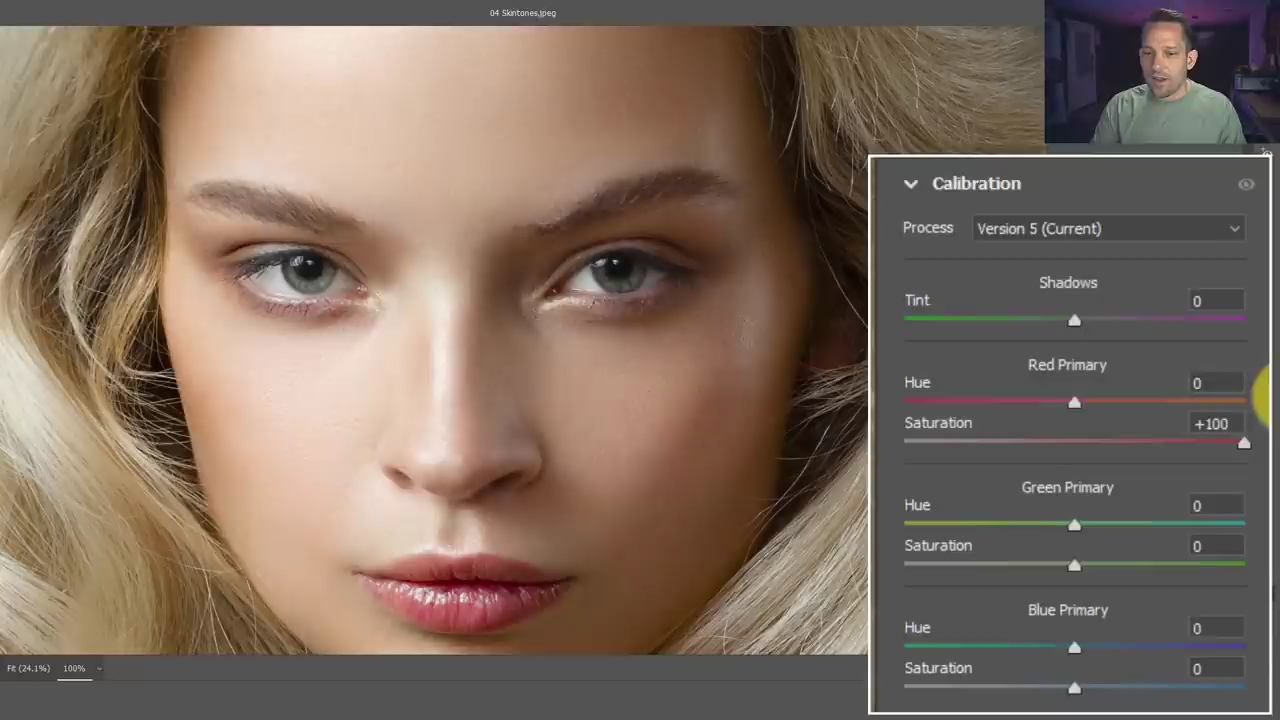 04 Skintones.jpeg
Calibration
Process Version 5 (Current)
Shadows
Tint 0
Red Primary
Hue 0
Saturation +100
Green Primary
Hue 0
Saturation 0
Blue Primary
Hue 0
Saturation 0
Fit (24.1%) 100%